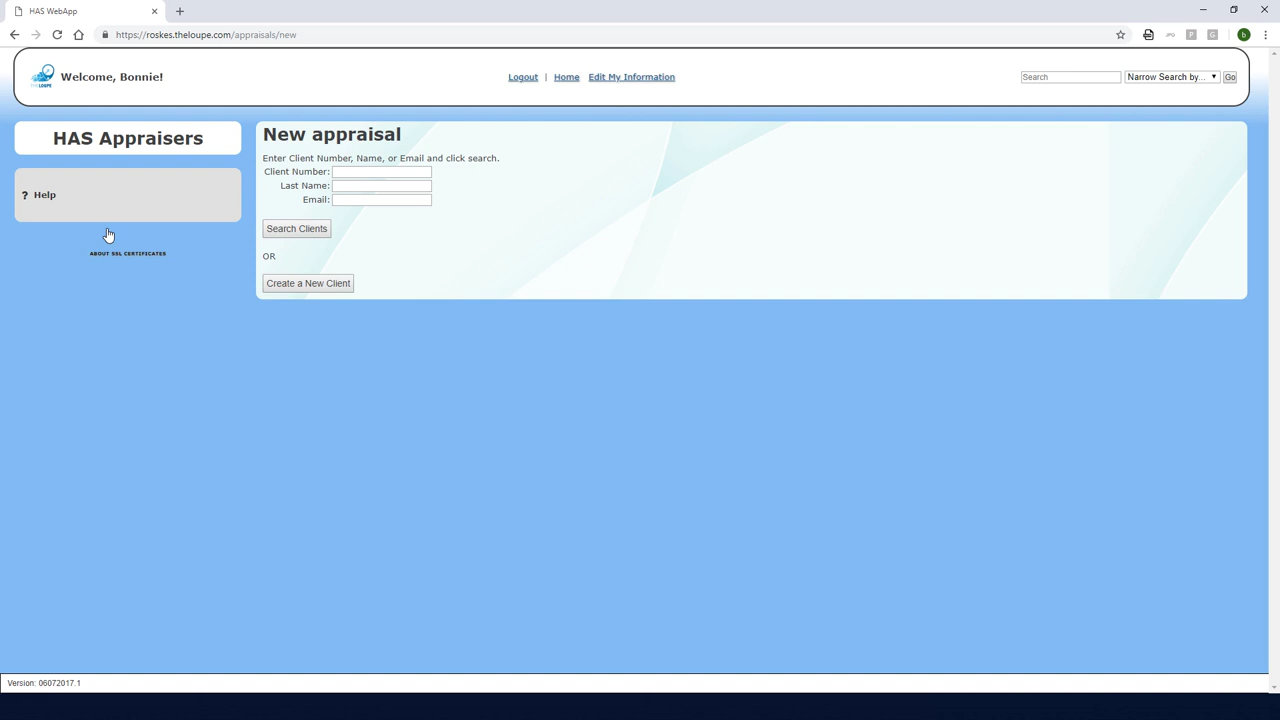 HAS WebApp
https://roskes.theloupe.com/appraisals/new
THE LOUPE
Welcome, Bonnie!
Logout | Home Edit My Information
Search
Narrow Search by...
Go
HAS Appraisers
? Help
ABOUT SSL CERTIFICATES
New appraisal
Enter Client Number, Name, or Email and click search.
Client Number:
Last Name:
Email:
Search Clients
OR
Create a New Client
Version: 06072017.1